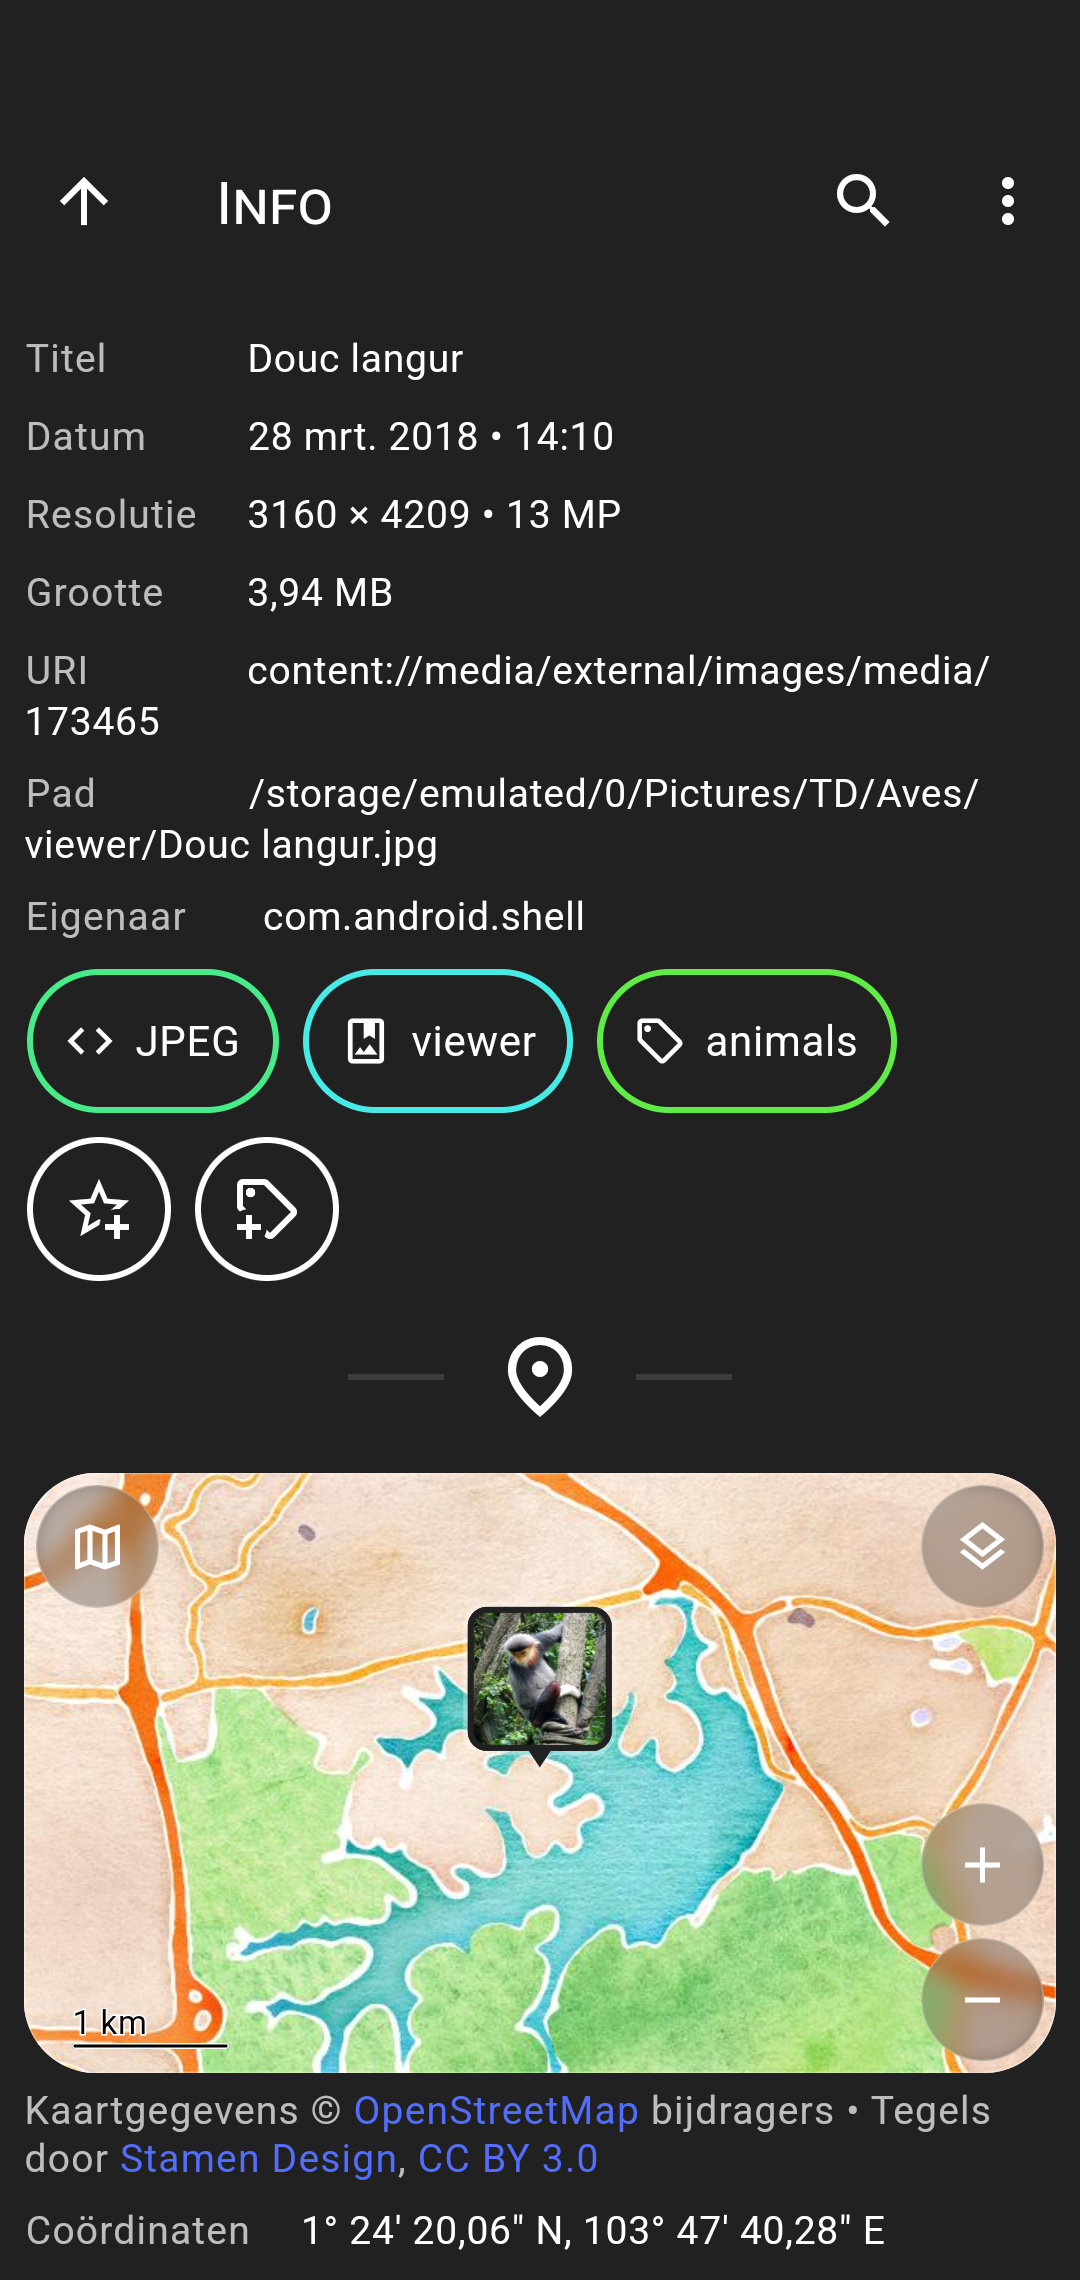 INFO
Titel Douc langur
Datum 28 mrt. 2018 • 14:10
Resolutie 3160 × 4209 • 13 MP
Grootte 3,94 MB
URI content://media/external/images/media/
173465
Pad /storage/emulated/0/Pictures/TD/Aves/
viewer/Douc langur.jpg
Eigenaar com.android.shell
JPEG viewer animals
1 km
Kaartgegevens © OpenStreetMap bijdragers • Tegels
door Stamen Design, CC BY 3.0
Coördinaten 1° 24' 20,06" N, 103° 47' 40,28" E